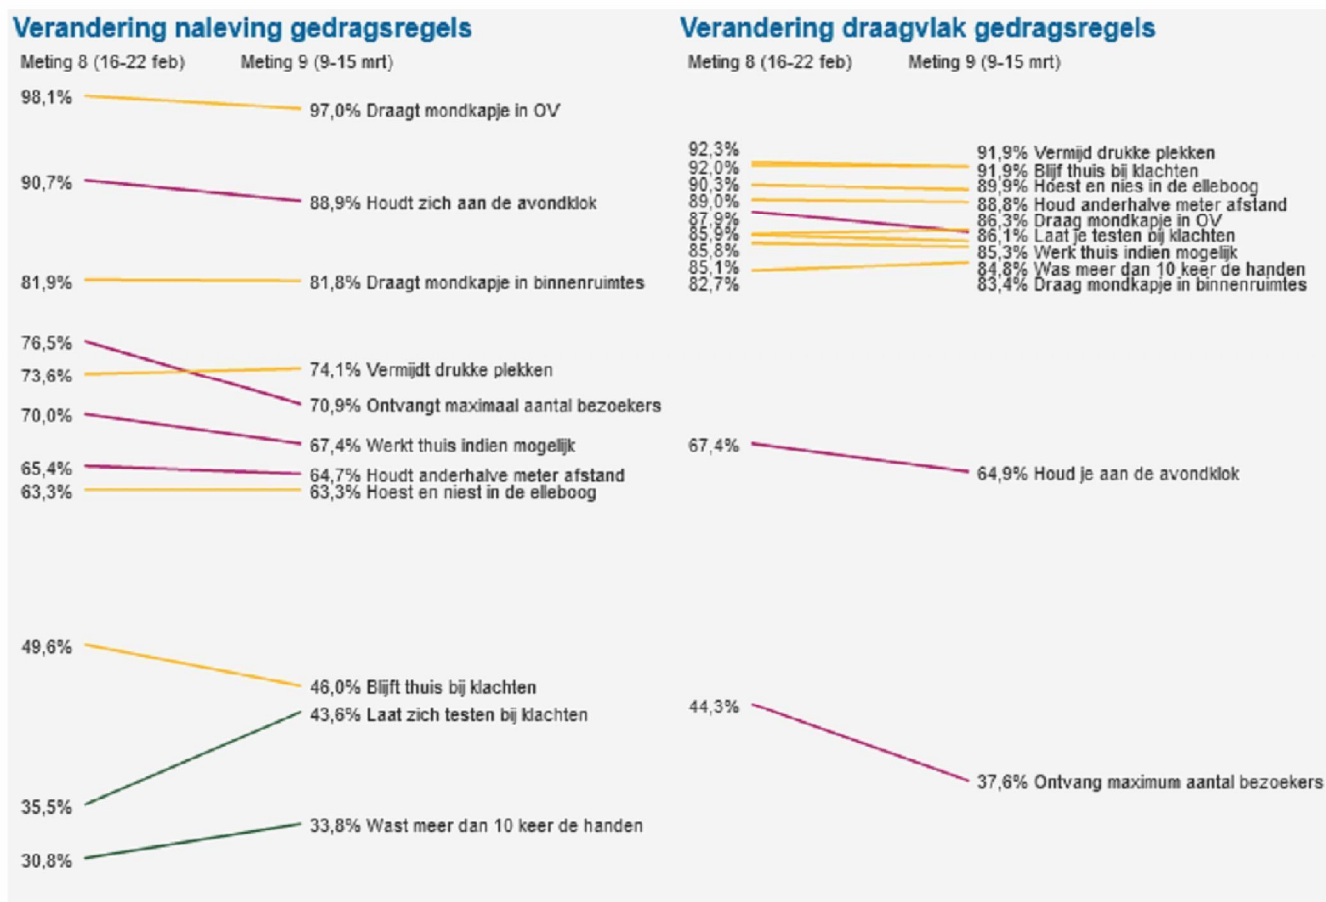 Verandering naleving gedragsregels
Meting 8 (16-22 feb) Meting 9 (9-15 mrt)
98,1%
97,0% Draagt mondkapje in OV
90,7%
88,9% Houdt zich aan de avondklok
81,9%
81,8% Draagt mondkapje in binnenruimtes
76,5%
73,6%
74,1% Vermijdt drukke plekken
70,9% Ontvangt maximaal aantal bezoekers
70,0%
67,4% Werkt thuis indien mogelijk
65,4%
64,7% Houdt anderhalve meter afstand
63,3%
63,3% Hoest en niest in de elleboog
49,6%
46,0% Blijft thuis bij klachten
43,6% Laat zich testen bij klachten
35,5%
33,8% Wast meer dan 10 keer de handen
30,8%
Verandering draagvlak gedragsregels
Meting 8 (16-22 feb) Meting 9 (9-15 mrt)
92,3%
92,0%
90,3%
89,0%
87,9%
85,9%
85,8%
85,1%
82,7%
91,9% Vermijd drukke plekken
91,9% Blijf thuis bij klachten
89,9% Hoest en nies in de elleboog
88,8% Houd anderhalve meter afstand
86,3% Draag mondkapje in OV
86,1% Laat je testen bij klachten
85,3% Werk thuis indien mogelijk
84,8% Was meer dan 10 keer de handen
83,4% Draag mondkapje in binnenruimtes
67,4%
64,9% Houd je aan de avondklok
44,3%
37,6% Ontvang maximum aantal bezoekers